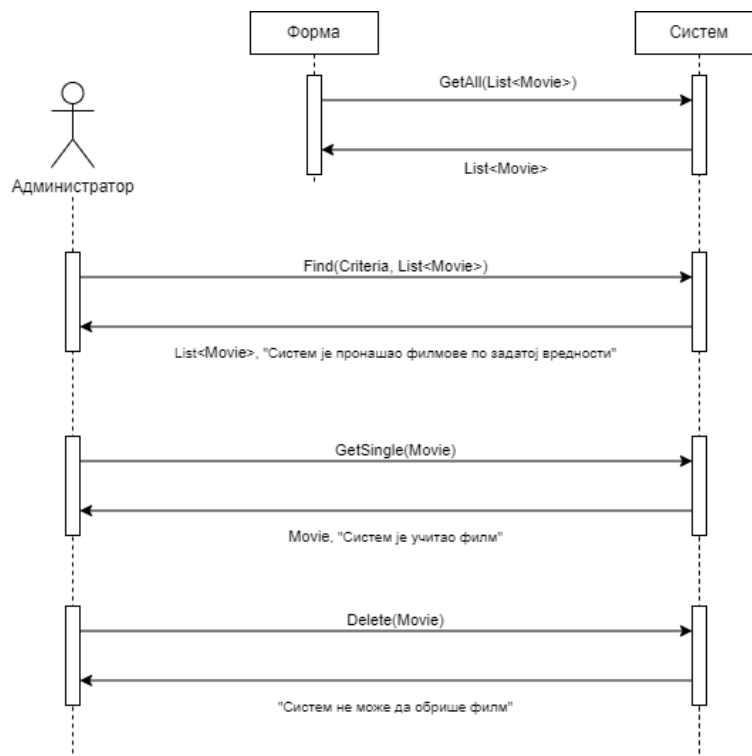 Форма
Систем
GetAll(List<Movie>)
List<Movie>
Администратор
Find(Criteria, List<Movie>)
List<Movie>, "Систем је пронашао филмове по задатој вредности"
GetSingle(Movie)
Movie, "Систем је учитао филм"
Delete(Movie)
"Систем не може да обрише филм"